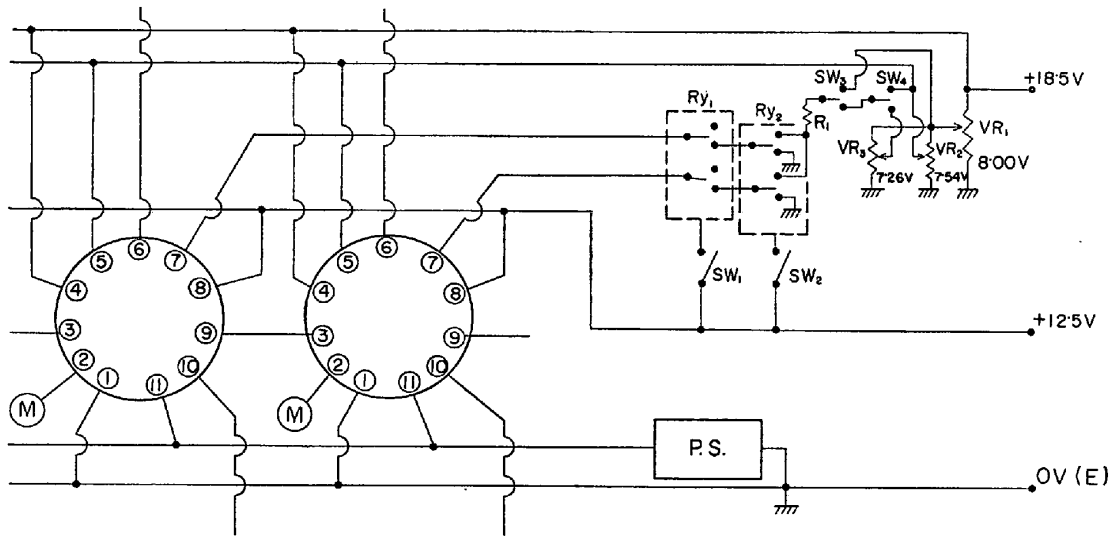 +18·5V
SW₃ SW₄
Ry₁
Ry₂
R₁
VR₁
VR₃ VR₂
8·00V
7·26V 7·54V
6 6
5 7 5 7
4 8 4 8
3 9 3 9
2 10 2 10
1 11 1 11
M M
SW₁ SW₂
+12·5V
P.S.
0V (E)